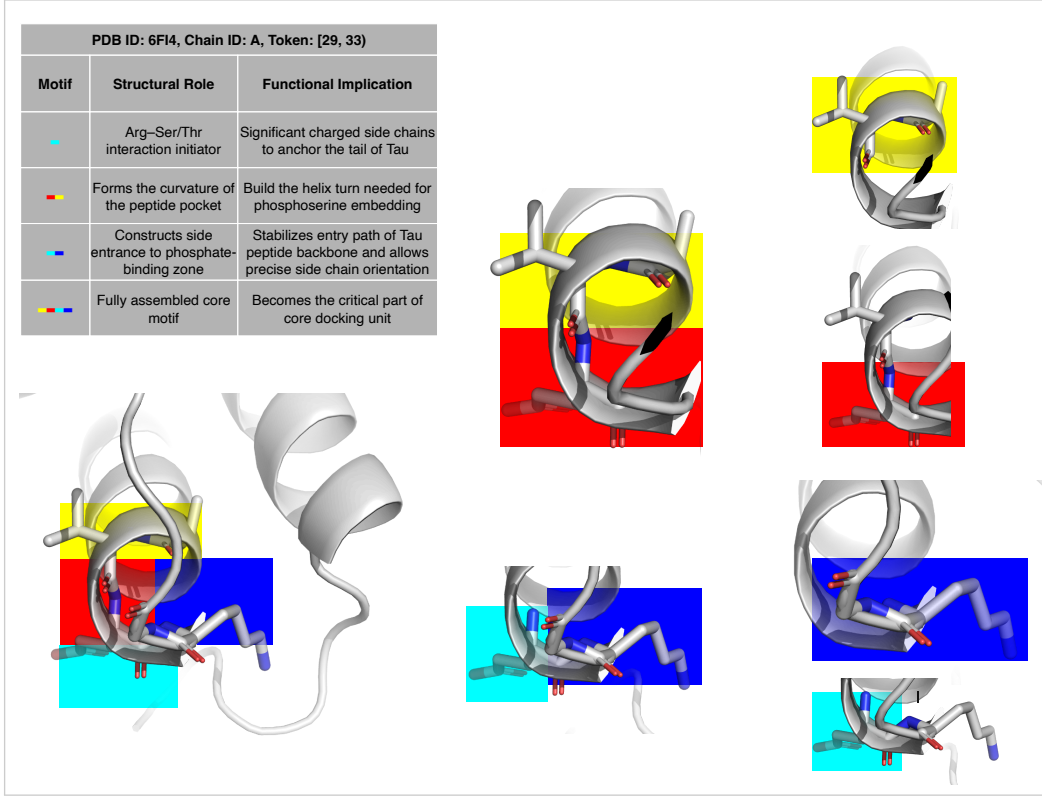 PDB ID: 6FI4, Chain ID: A, Token: [29, 33)
Motif
Structural Role
Functional Implication
Arg–Ser/Thr
interaction initiator
Significant charged side chains
to anchor the tail of Tau
Forms the curvature of
the peptide pocket
Build the helix turn needed for
phosphoserine embedding
Constructs side
entrance to phosphate-
binding zone
Stabilizes entry path of Tau
peptide backbone and allows
precise side chain orientation
Fully assembled core
motif
Becomes the critical part of
core docking unit